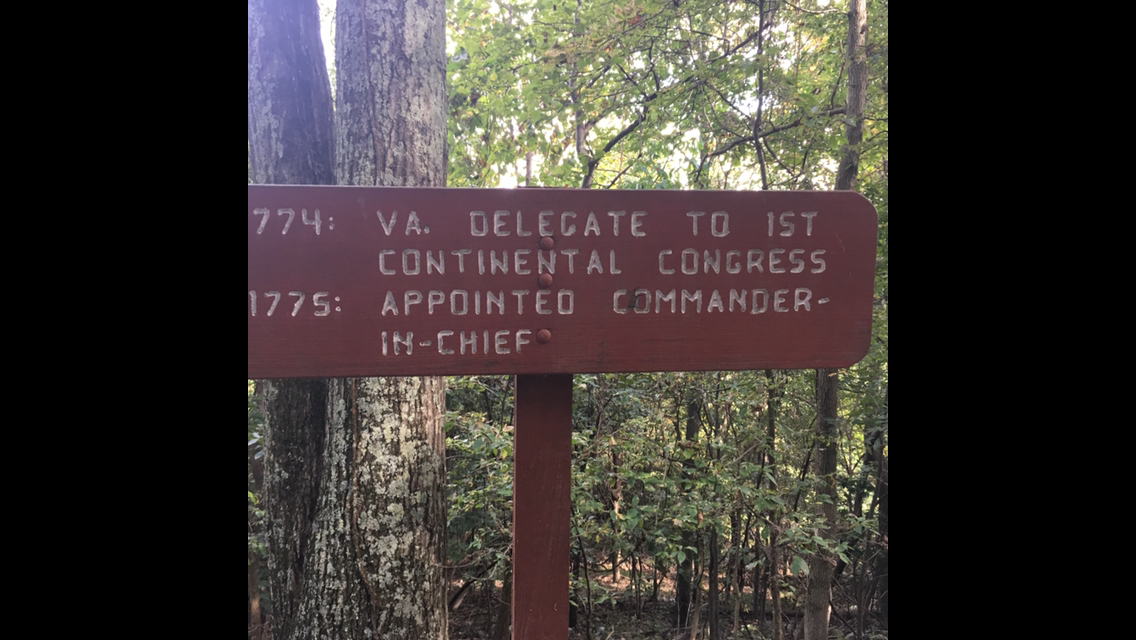 774: VA. DELEGATE TO 1ST
CONTINENTAL CONGRESS
1775: APPOINTED COMMANDER-
IN-CHIEF